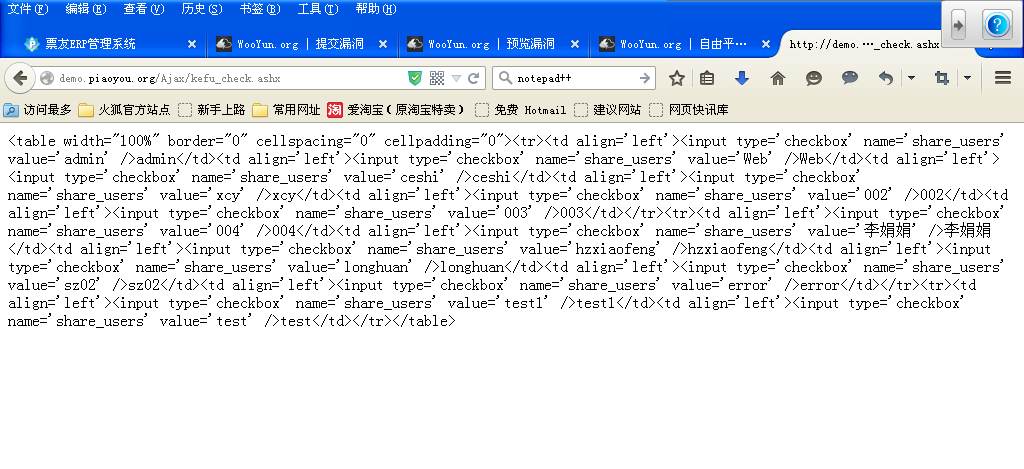 文件(F) 编辑(E) 查看(V) 历史(S) 书签(B) 工具(T) 帮助(H)
票友ERP管理系统 WooYun.org | 提交漏洞 WooYun.org | 预览漏洞 WooYun.org | 自由平… http://demo.…_check.ashx
demo.piaoyou.org/Ajax/kefu_check.ashx notepad++
访问最多 火狐官方站点 新手上路 常用网址 淘 爱淘宝(原淘宝特卖) 免费 Hotmail 建议网站 网页快讯库
<table width="100%" border="0" cellspacing="0" cellpadding="0"><tr><td align='left'><input type='checkbox' name='share_users'
value='admin' />admin</td><td align='left'><input type='checkbox' name='share_users' value='Web' />Web</td><td align='left'>
<input type='checkbox' name='share_users' value='ceshi' />ceshi</td><td align='left'><input type='checkbox'
name='share_users' value='xcy' />xcy</td><td align='left'><input type='checkbox' name='share_users' value='002' />002</td><td
align='left'><input type='checkbox' name='share_users' value='003' />003</td></tr><tr><td align='left'><input type='checkbox'
name='share_users' value='004' />004</td><td align='left'><input type='checkbox' name='share_users' value='李娟娟' />李娟娟
</td><td align='left'><input type='checkbox' name='share_users' value='hzxiaofeng' />hzxiaofeng</td><td align='left'><input
type='checkbox' name='share_users' value='longhuan' />longhuan</td><td align='left'><input type='checkbox' name='share_users'
value='sz02' />sz02</td><td align='left'><input type='checkbox' name='share_users' value='error' />error</td></tr><tr><td
align='left'><input type='checkbox' name='share_users' value='test1' />test1</td><td align='left'><input type='checkbox'
name='share_users' value='test' />test</td></tr></table>